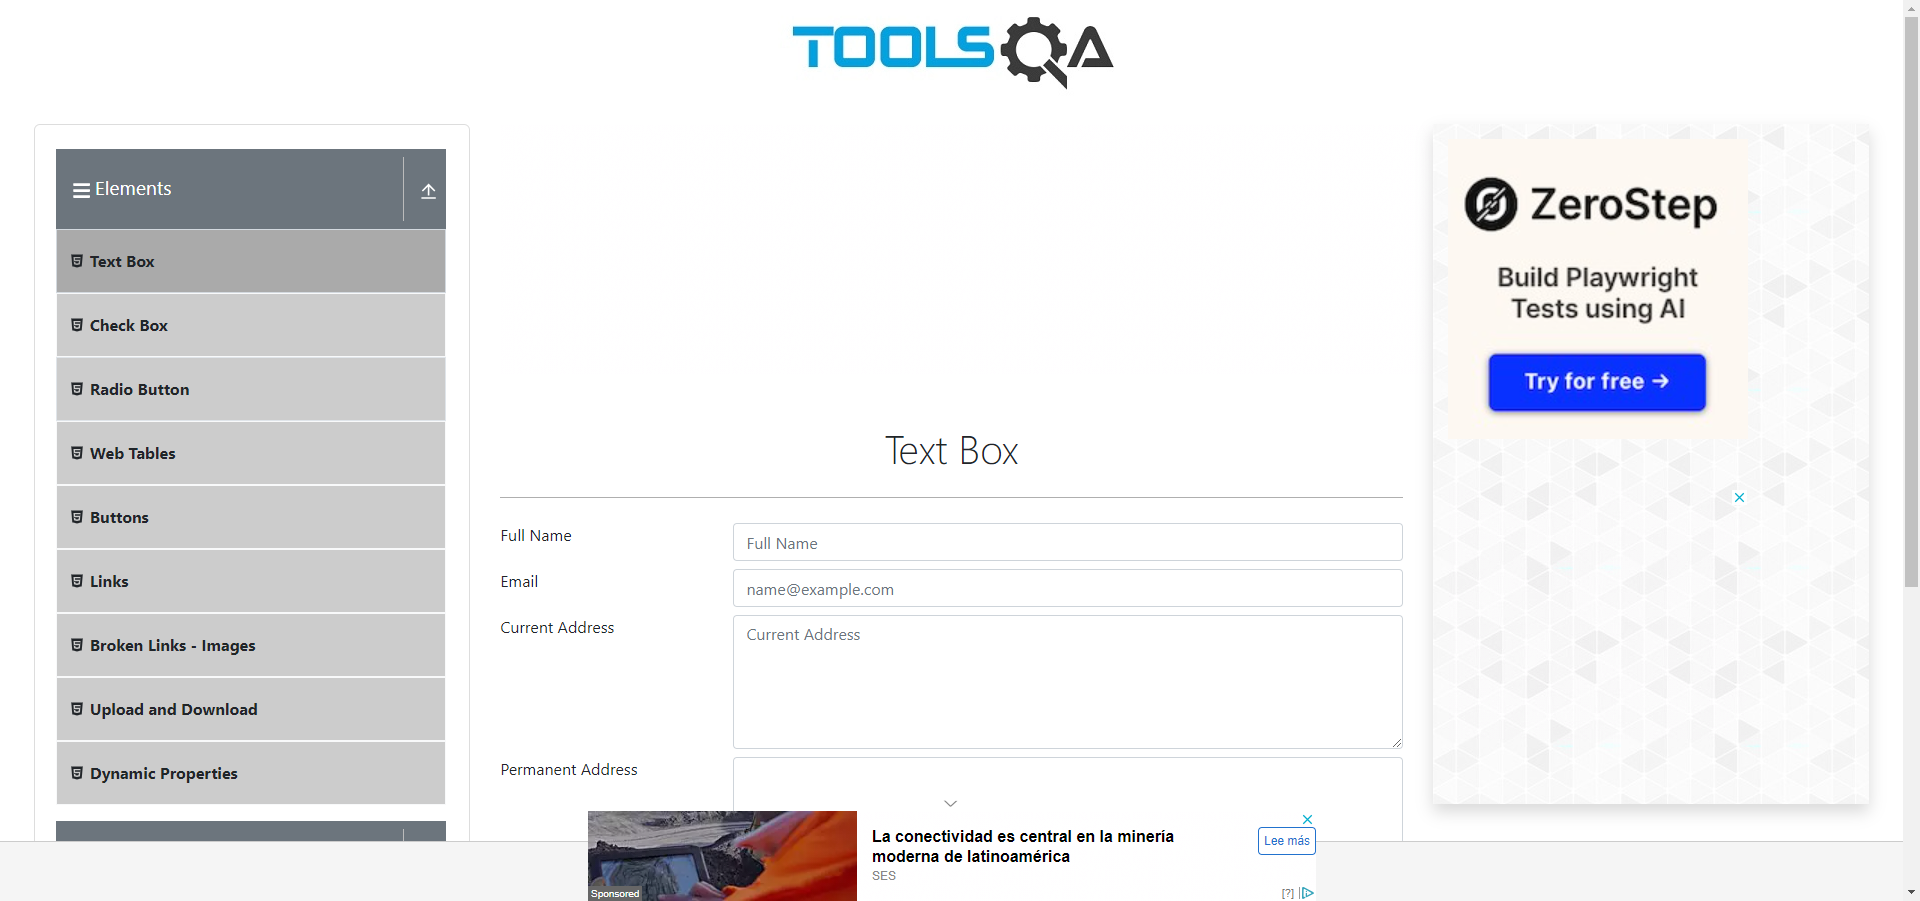 TOOLSQA
Elements
Text Box
Check Box
Radio Button
Web Tables
Buttons
Links
Broken Links - Images
Upload and Download
Dynamic Properties
Text Box
Full Name
Full Name
Email
name@example.com
Current Address
Current Address
Permanent Address
ZeroStep
Build Playwright
Tests using AI
Try for free →
La conectividad es central en la minería
moderna de latinoamérica
SES
Lee más
Sponsored
[?]